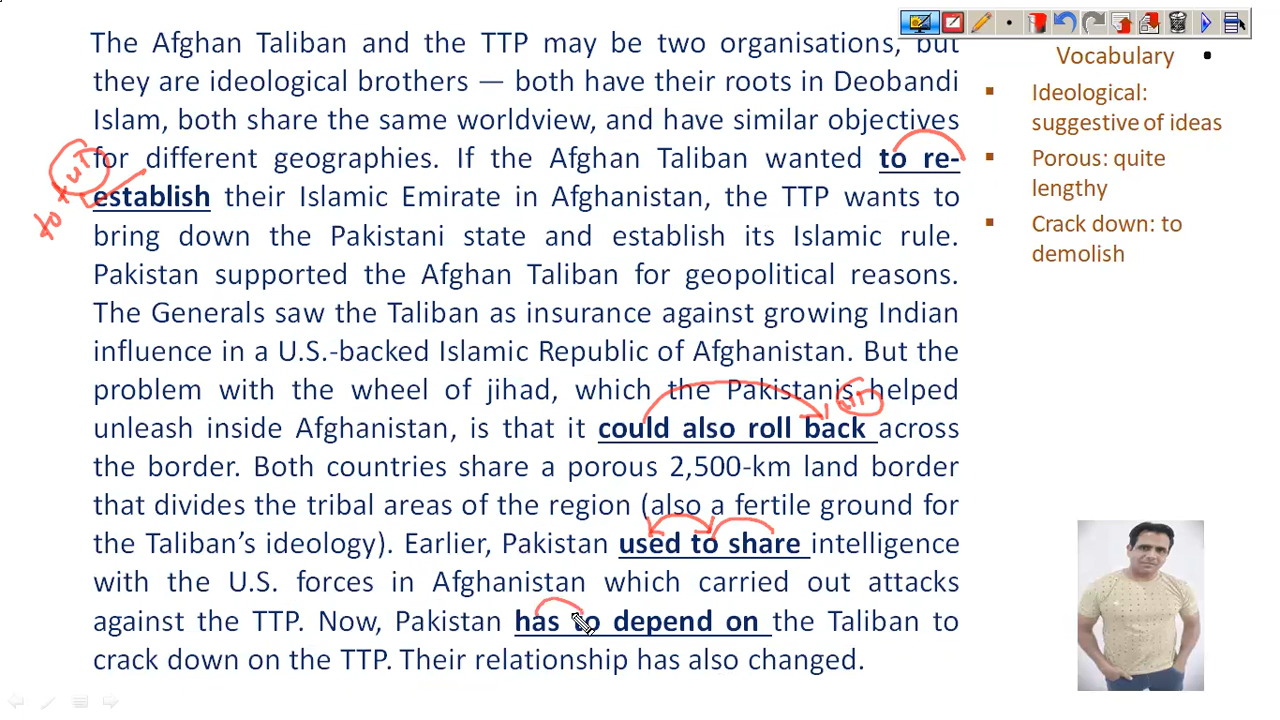 The Afghan Taliban and the TTP may be two organisations, but
they are ideological brothers — both have their roots in Deobandi
Islam, both share the same worldview, and have similar objectives
for different geographies. If the Afghan Taliban wanted to re-
establish their Islamic Emirate in Afghanistan, the TTP wants to
bring down the Pakistani state and establish its Islamic rule.
Pakistan supported the Afghan Taliban for geopolitical reasons.
The Generals saw the Taliban as insurance against growing Indian
influence in a U.S.-backed Islamic Republic of Afghanistan. But the
problem with the wheel of jihad, which the Pakistanis helped
unleash inside Afghanistan, is that it could also roll back across
the border. Both countries share a porous 2,500-km land border
that divides the tribal areas of the region (also a fertile ground for
the Taliban’s ideology). Earlier, Pakistan used to share intelligence
with the U.S. forces in Afghanistan which carried out attacks
against the TTP. Now, Pakistan has to depend on the Taliban to
crack down on the TTP. Their relationship has also changed.
to + VI
VI
Vocabulary
Ideological:
suggestive of ideas
Porous: quite
lengthy
Crack down: to
demolish